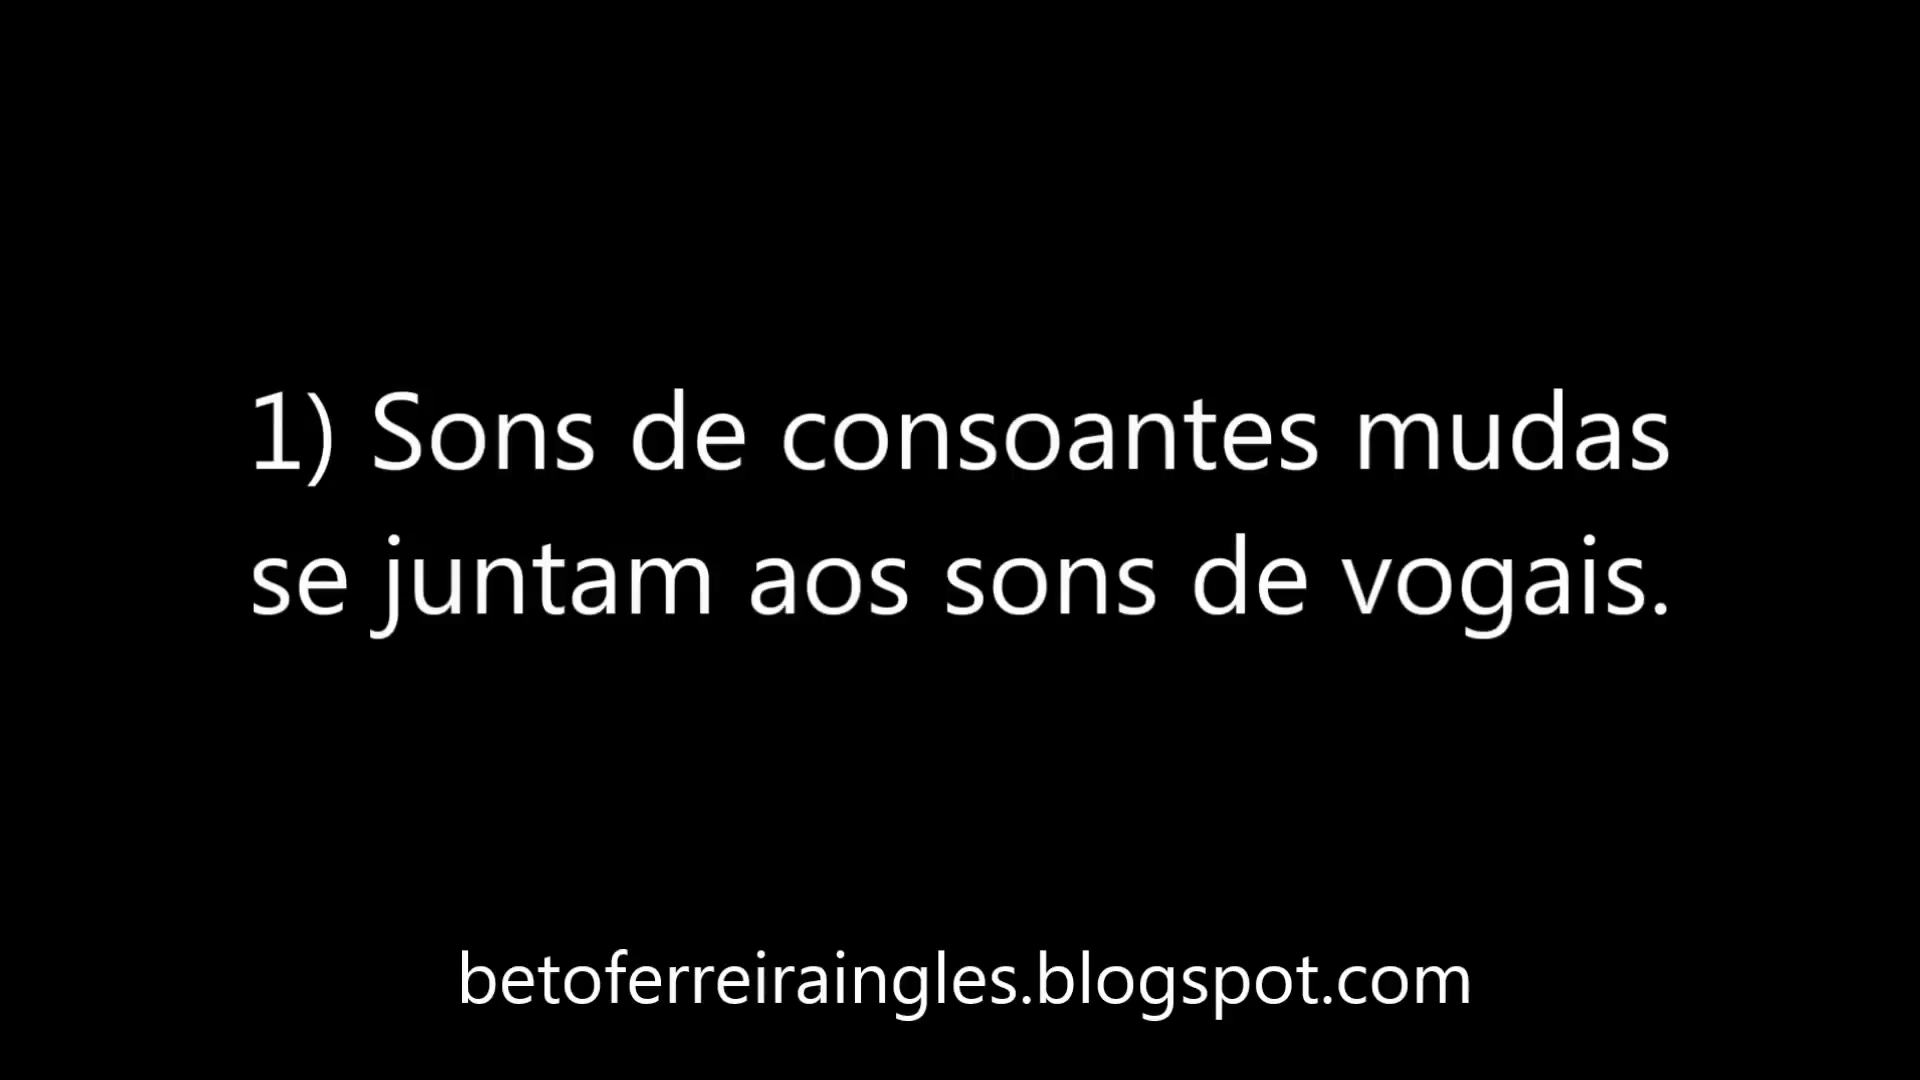 1) Sons de consoantes mudas
se juntam aos sons de vogais.
betoferreiraingles.blogspot.com